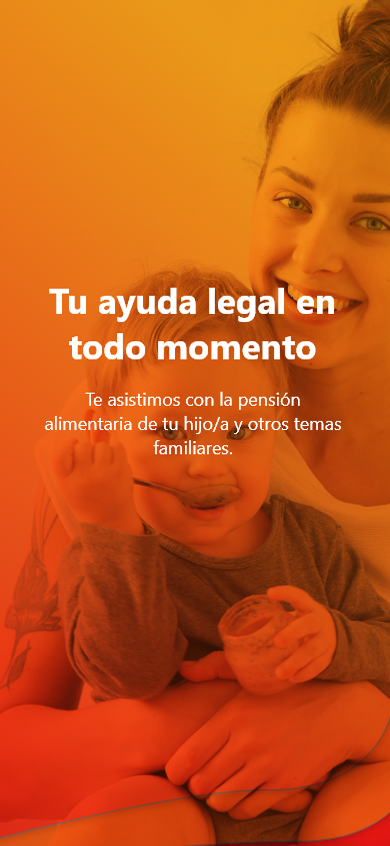 Tu ayuda legal en
todo momento
Te asistimos con la pensión
alimentaria de tu hijo/a y otros temas
familiares.